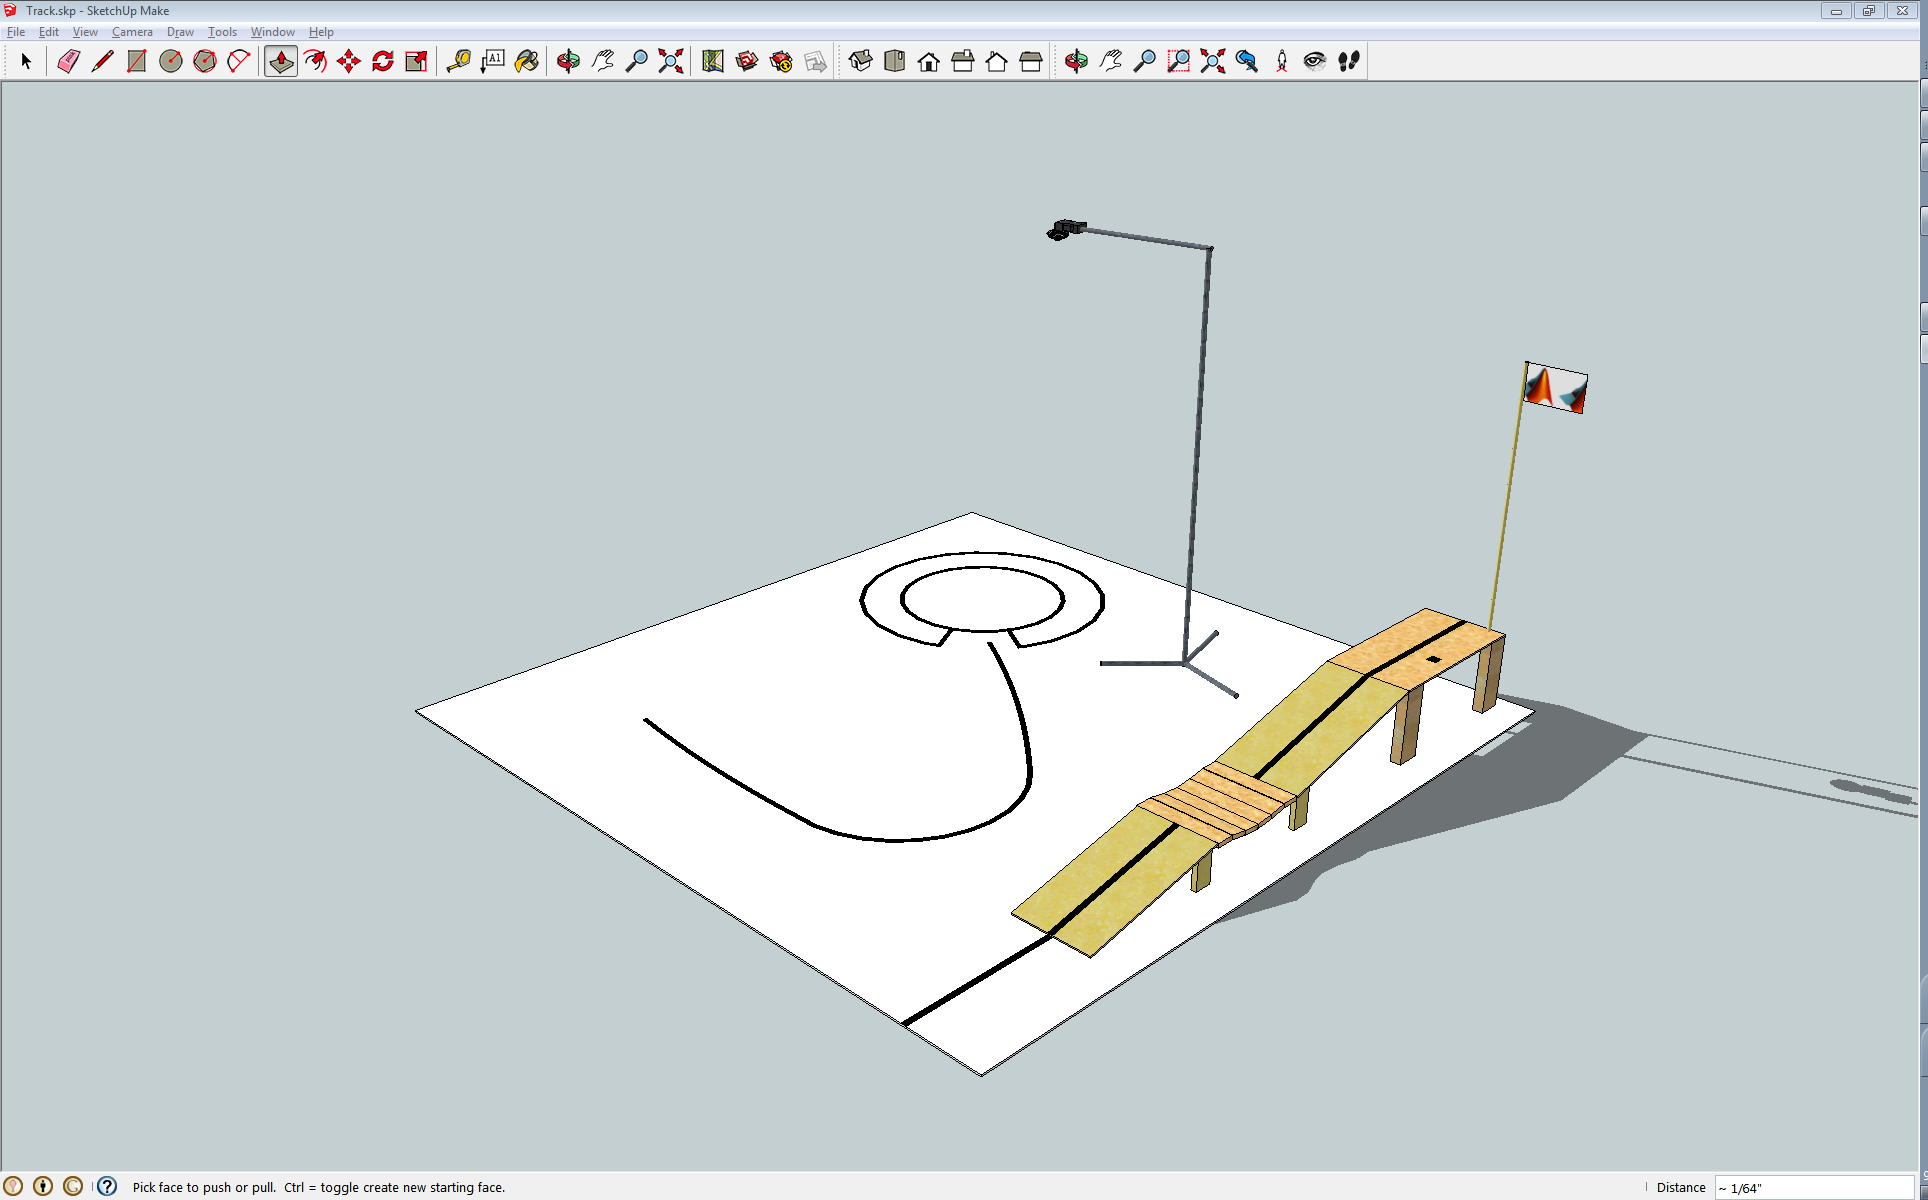 Track.skp - SketchUp Make
File Edit View Camera Draw Tools Window Help
A1
Pick face to push or pull.  Ctrl = toggle create new starting face.
Distance ~ 1/64"